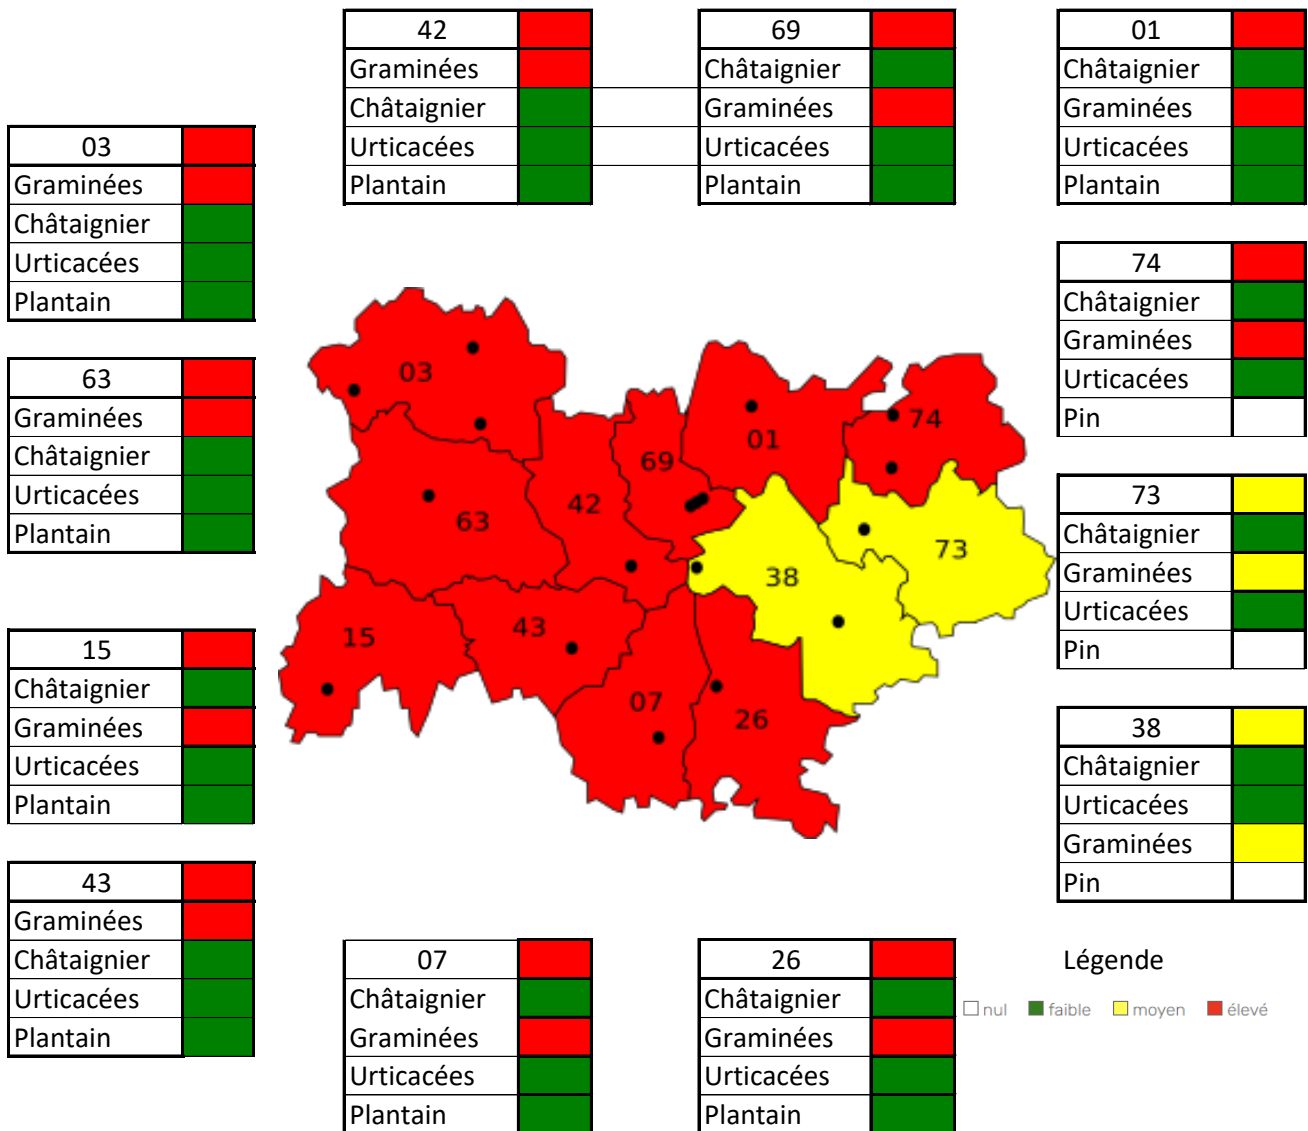 42
Graminées
Châtaignier
Urticacées
Plantain
69
Châtaignier
Graminées
Urticacées
Plantain
01
Châtaignier
Graminées
Urticacées
Plantain
03
Graminées
Châtaignier
Urticacées
Plantain
74
Châtaignier
Graminées
Urticacées
Pin
63
Graminées
Châtaignier
Urticacées
Plantain
03
01
74
69
42
63
73
38
43
15
07
26
73
Châtaignier
Graminées
Urticacées
Pin
15
Châtaignier
Graminées
Urticacées
Plantain
38
Châtaignier
Urticacées
Graminées
Pin
43
Graminées
Châtaignier
Urticacées
Plantain
07
Châtaignier
Graminées
Urticacées
Plantain
26
Châtaignier
Graminées
Urticacées
Plantain
Légende
nul faible moyen élevé